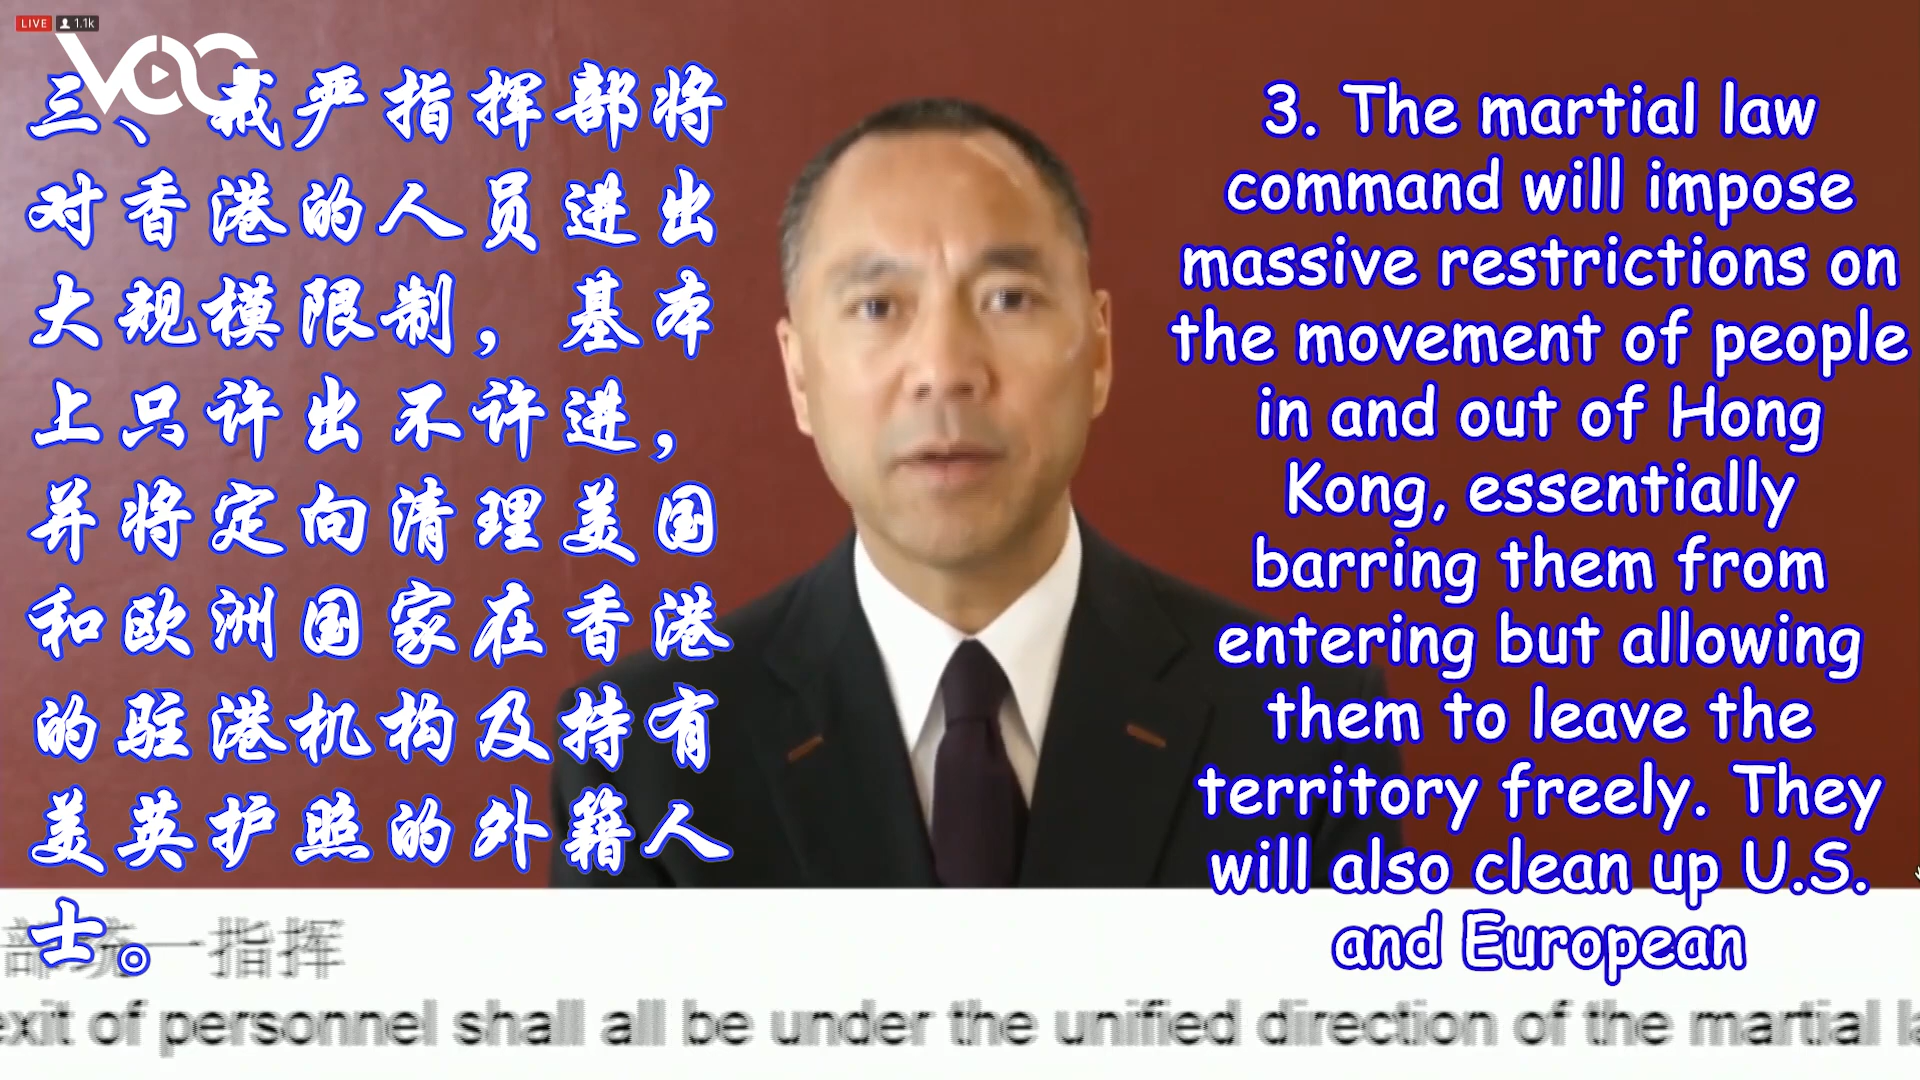 LIVE 1.1k
VOG
三、戒严指挥部将
对香港的人员进出
大规模限制，基本
上只许出不许进，
并将定向清理美国
和欧洲国家在香港
的驻港机构及持有
美英护照的外籍人
士。
3. The martial law
command will impose
massive restrictions on
the movement of people
in and out of Hong
Kong, essentially
barring them from
entering but allowing
them to leave the
territory freely. They
will also clean up U.S.
and European
部统一指挥
exit of personnel shall all be under the unified direction of the martial